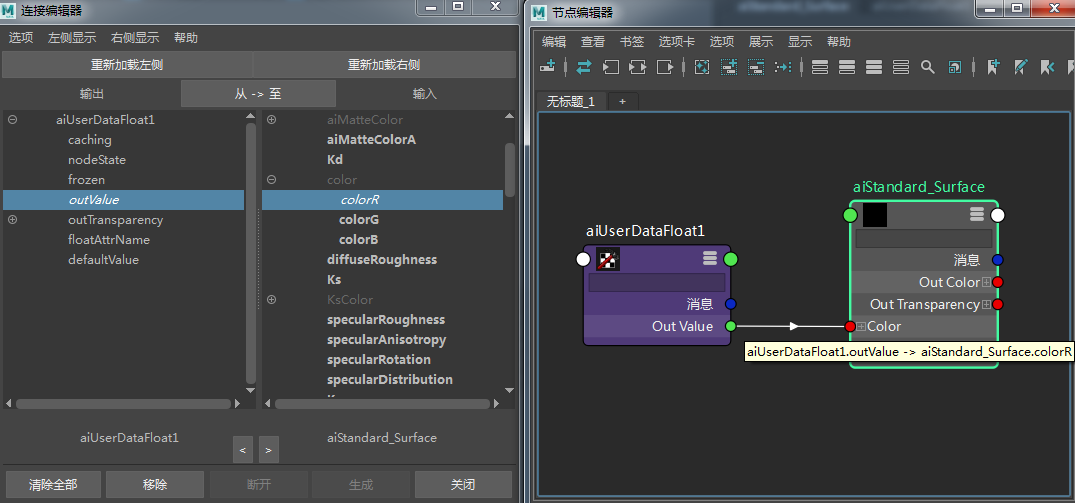 连接编辑器
选项 左侧显示 右侧显示 帮助
重新加载左侧 重新加载右侧
输出 从 -> 至 输入
aiUserDataFloat1
caching
nodeState
frozen
outValue
outTransparency
floatAttrName
defaultValue
aiMatteColor
aiMatteColorA
Kd
color
colorR
colorG
colorB
diffuseRoughness
Ks
KsColor
specularRoughness
specularAnisotropy
specularRotation
specularDistribution
aiUserDataFloat1 < > aiStandard_Surface
清除全部 移除 断开 生成 关闭
节点编辑器
编辑 查看 书签 选项卡 选项 展示 显示 帮助
无标题_1 +
aiUserDataFloat1
消息
Out Value
aiStandard_Surface
消息
Out Color
Out Transparency
Color
aiUserDataFloat1.outValue -> aiStandard_Surface.colorR